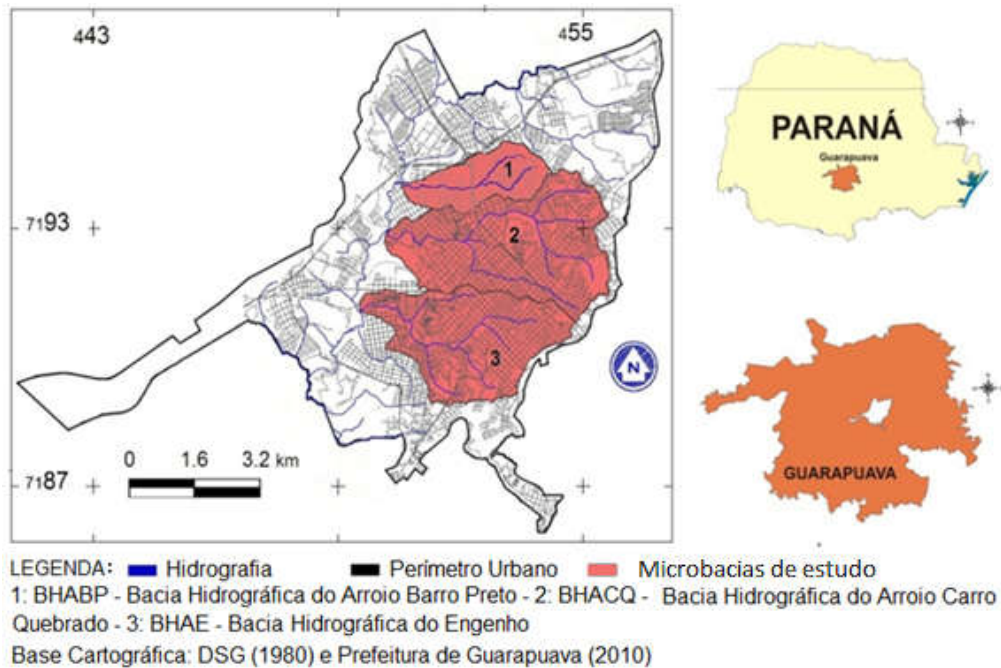 443
455
7193
7187
1
2
3
N
0 1.6 3.2 km
PARANÁ
Guarapuava
GUARAPUAVA
LEGENDA: Hidrografia Perímetro Urbano Microbacias de estudo
1: BHABP - Bacia Hidrográfica do Arroio Barro Preto - 2: BHACQ - Bacia Hidrográfica do Arroio Carro
Quebrado - 3: BHAE - Bacia Hidrográfica do Engenho
Base Cartográfica: DSG (1980) e Prefeitura de Guarapuava (2010)